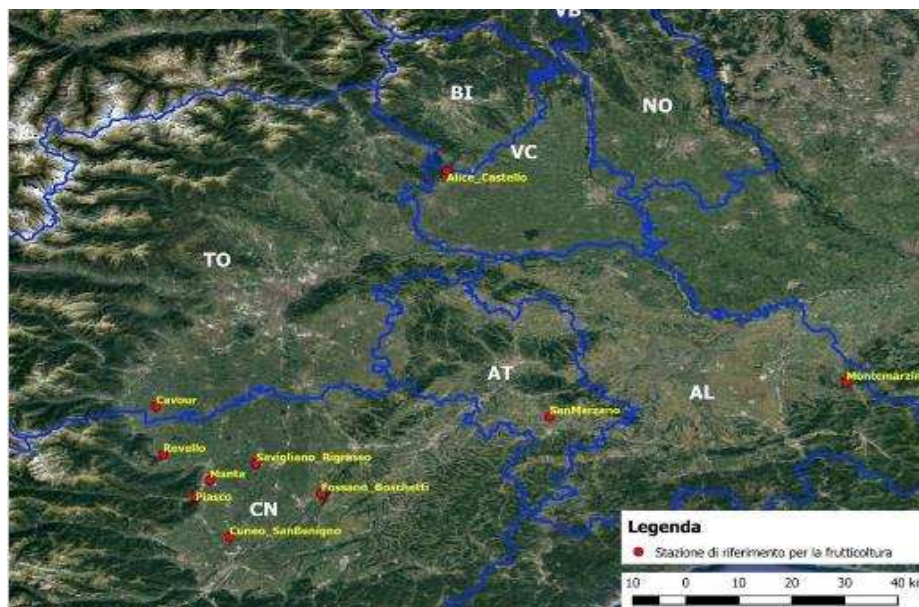 VB
BI
NO
VC
Alice_Castello
TO
AT
Montemarzin
AL
Cavour
SanMarzano
Revello
Savigliano_Rigrasso
Manta
Piasco
Fossano_Boschetti
CN
Cuneo_SanBenigno
Legenda
Stazione di riferimento per la frutticoltura
10 0 10 20 30 40 km